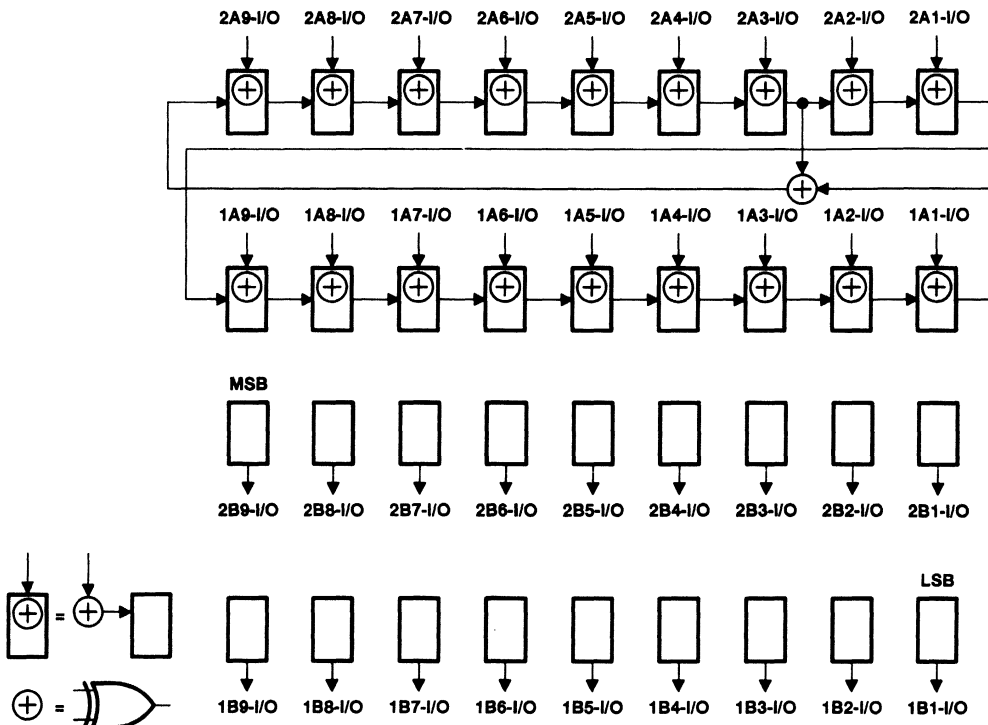 2A9-I/O 2A8-I/O 2A7-I/O 2A6-I/O 2A5-I/O 2A4-I/O 2A3-I/O 2A2-I/O 2A1-I/O
1A9-I/O 1A8-I/O 1A7-I/O 1A6-I/O 1A5-I/O 1A4-I/O 1A3-I/O 1A2-I/O 1A1-I/O
MSB
2B9-I/O 2B8-I/O 2B7-I/O 2B6-I/O 2B5-I/O 2B4-I/O 2B3-I/O 2B2-I/O 2B1-I/O
LSB
=
=
1B9-I/O 1B8-I/O 1B7-I/O 1B6-I/O 1B5-I/O 1B4-I/O 1B3-I/O 1B2-I/O 1B1-I/O